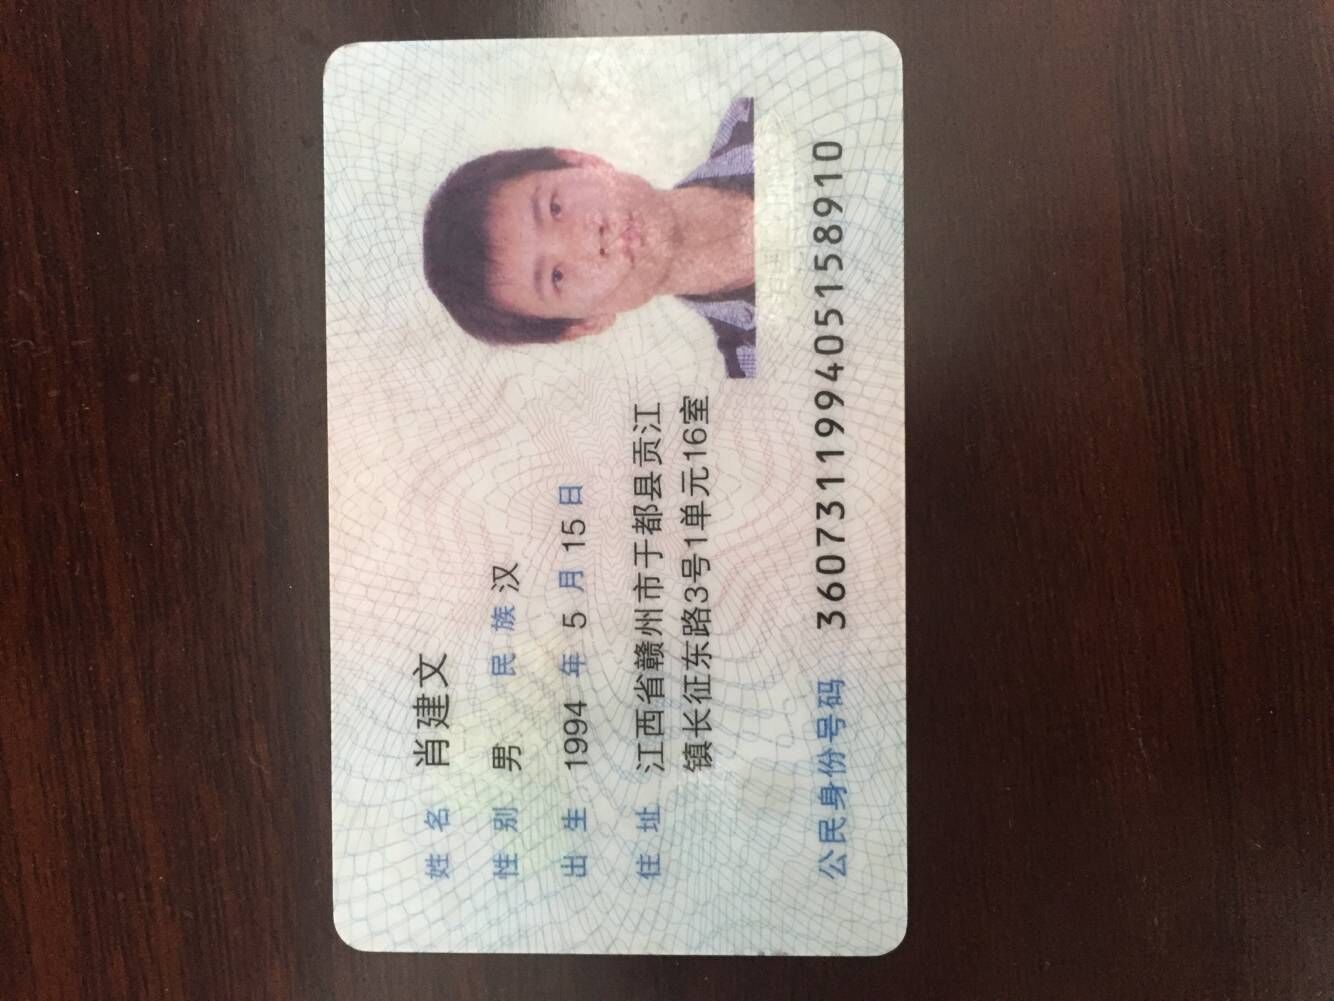 姓名 肖建文
性别 男 民族 汉
出生 1994 年 5 月 15 日
住址 江西省赣州市于都县贡江
镇长征东路3号1单元16室
公民身份号码 360731199405158910